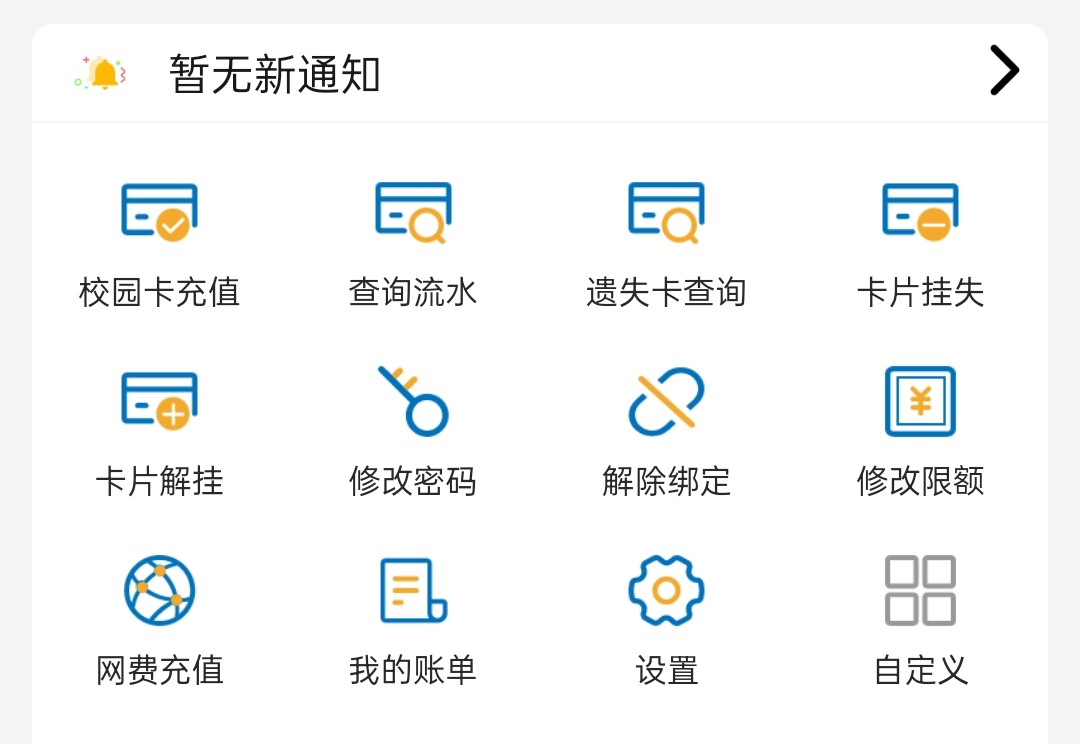 暂无新通知
校园卡充值
查询流水
遗失卡查询
卡片挂失
卡片解挂
修改密码
解除绑定
修改限额
网费充值
我的账单
设置
自定义